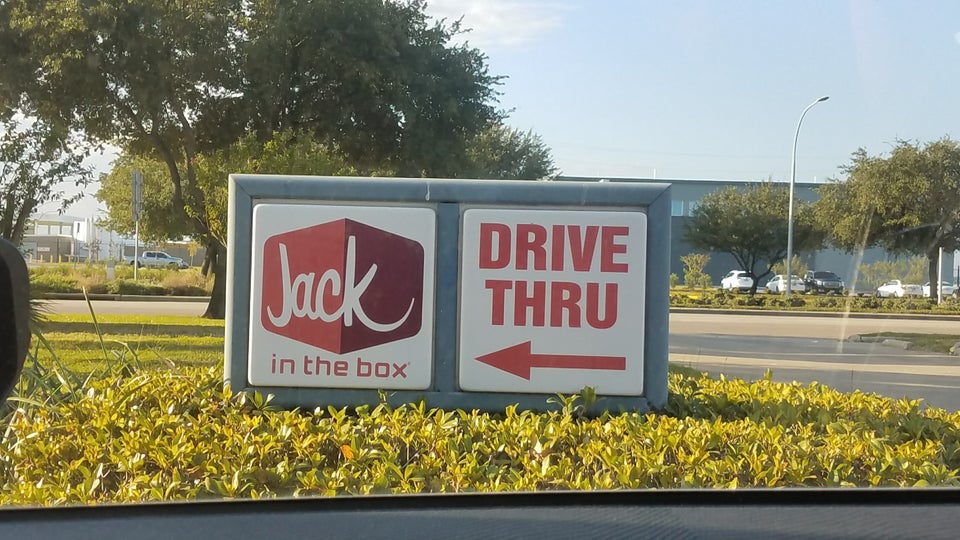 Jack
in the box®
DRIVE
THRU